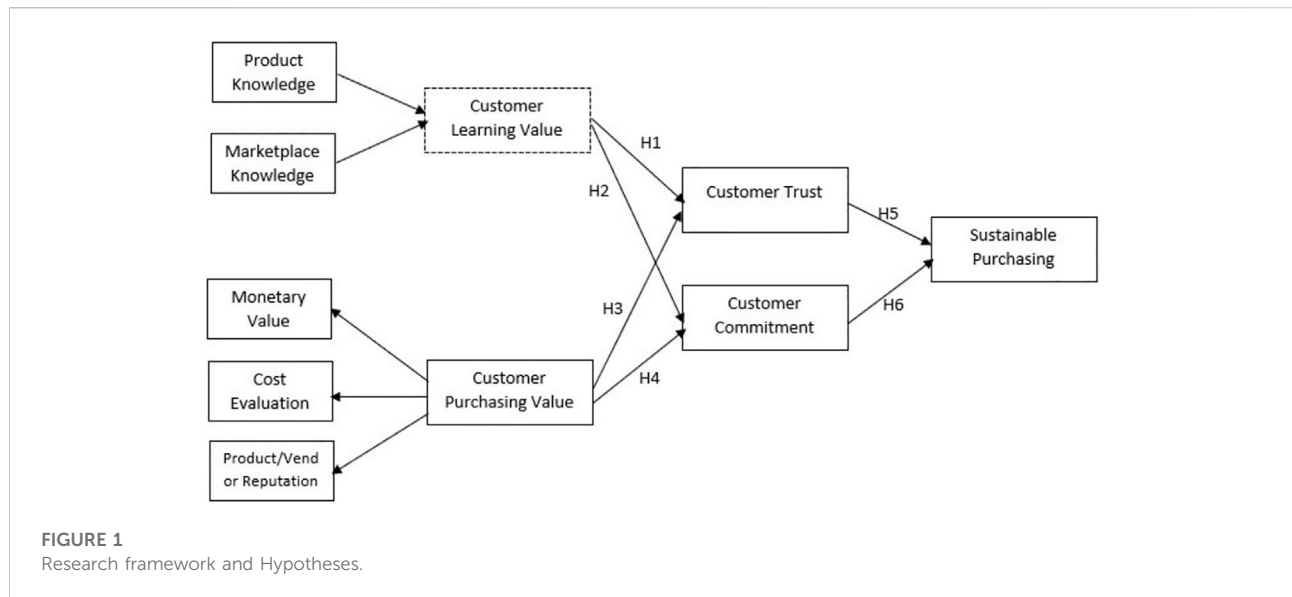 Product
Knowledge
Customer
Learning Value
Marketplace
Knowledge
H1
H2
Customer Trust
H5
Sustainable
Purchasing
Monetary
Value
H3
Customer
Commitment
H6
Cost
Evaluation
Customer
Purchasing Value
H4
Product/Vend
or Reputation
FIGURE 1
Research framework and Hypotheses.